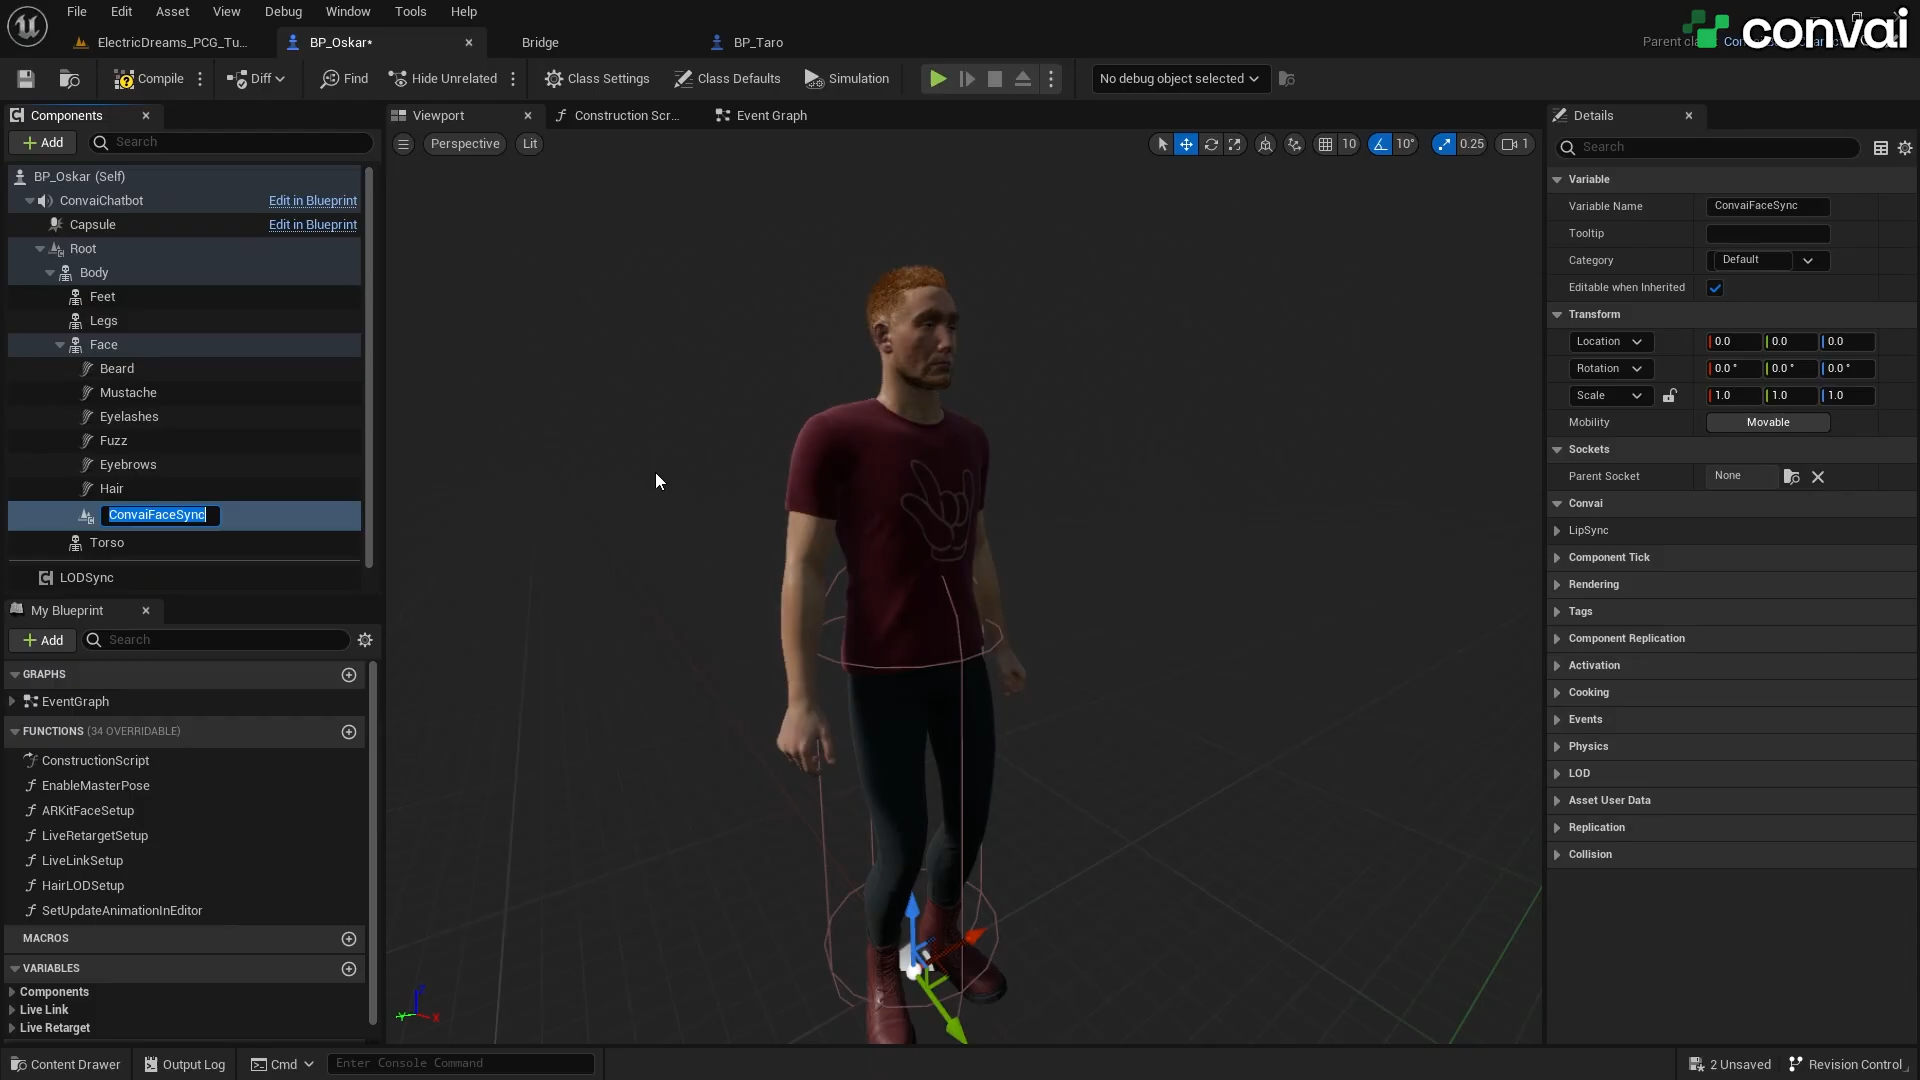 File Edit Asset View Debug Window Tools Help
convai
ElectricDreams_PCG_Tu... BP_Oskar* Bridge BP_Taro
Compile Diff Find Hide Unrelated Class Settings Class Defaults Simulation No debug object selected
Components
Add Search
BP_Oskar (Self)
ConvaiChatbot Edit in Blueprint
Capsule Edit in Blueprint
Root
Body
Feet
Legs
Face
Beard
Mustache
Eyelashes
Fuzz
Eyebrows
Hair
ConvaiFaceSync
Torso
LODSync
My Blueprint
Add Search
GRAPHS
EventGraph
FUNCTIONS (34 OVERRIDABLE)
ConstructionScript
EnableMasterPose
ARKitFaceSetup
LiveRetargetSetup
LiveLinkSetup
HairLODSetup
SetUpdateAnimationInEditor
MACROS
VARIABLES
Components
Live Link
Live Retarget
Viewport Construction Scr... Event Graph
Perspective Lit 10 10° 0.25 1
Details
Search
Variable
Variable Name ConvaiFaceSync
Tooltip
Category Default
Editable when Inherited
Transform
Location 0.0 0.0 0.0
Rotation 0.0 ° 0.0 ° 0.0 °
Scale 1.0 1.0 1.0
Mobility Movable
Sockets
Parent Socket None
Convai
LipSync
Component Tick
Rendering
Tags
Component Replication
Activation
Cooking
Events
Physics
LOD
Asset User Data
Replication
Collision
Content Drawer Output Log Cmd Enter Console Command 2 Unsaved Revision Control